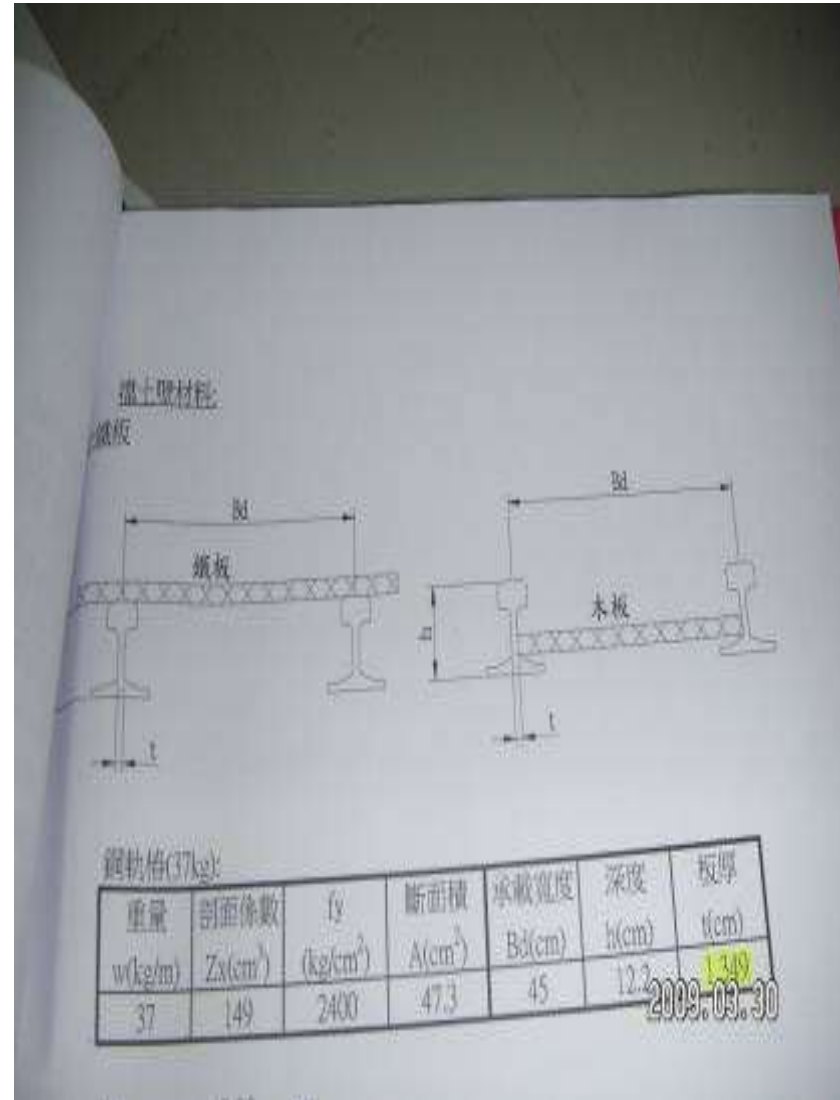 擋土壁材料:
鐵板
Bd
Bd
鐵板
木板
h
t
t
鋼軌樁(37kg):
重量 剖面係數 fy 斷面積 承載寬度 深度 板厚
w(kg/m) Zx(cm³) (kg/cm²) A(cm²) Bd(cm) h(cm) t(cm)
37 149 2400 47.3 45 12.2 1.349
2009.03.30